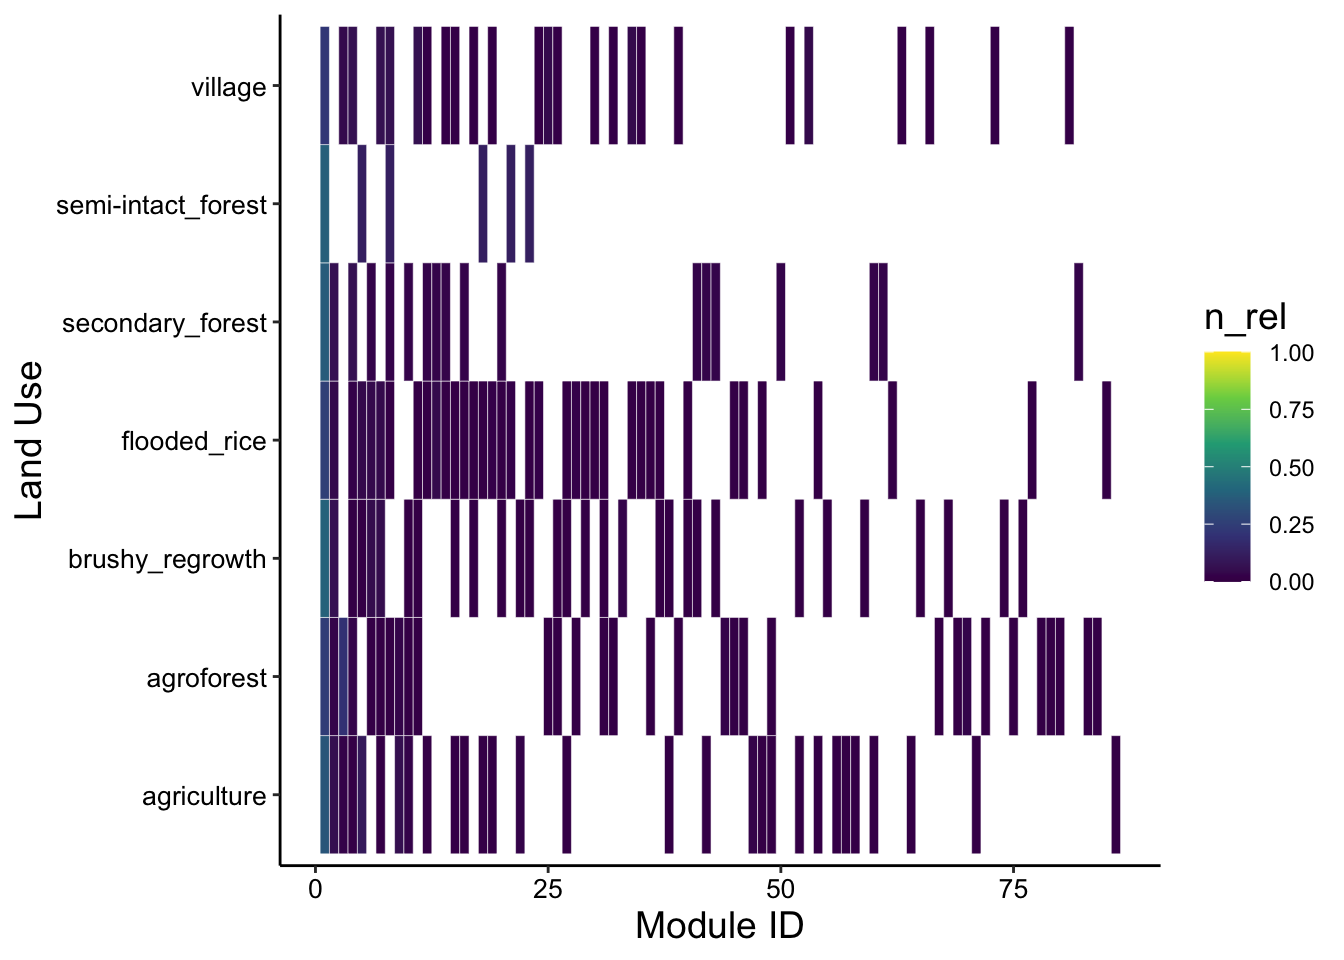 village
semi-intact_forest
secondary_forest
flooded_rice
brushy_regrowth
agroforest
agriculture
Land Use
0
25
50
75
Module ID
n_rel
1.00
0.75
0.50
0.25
0.00